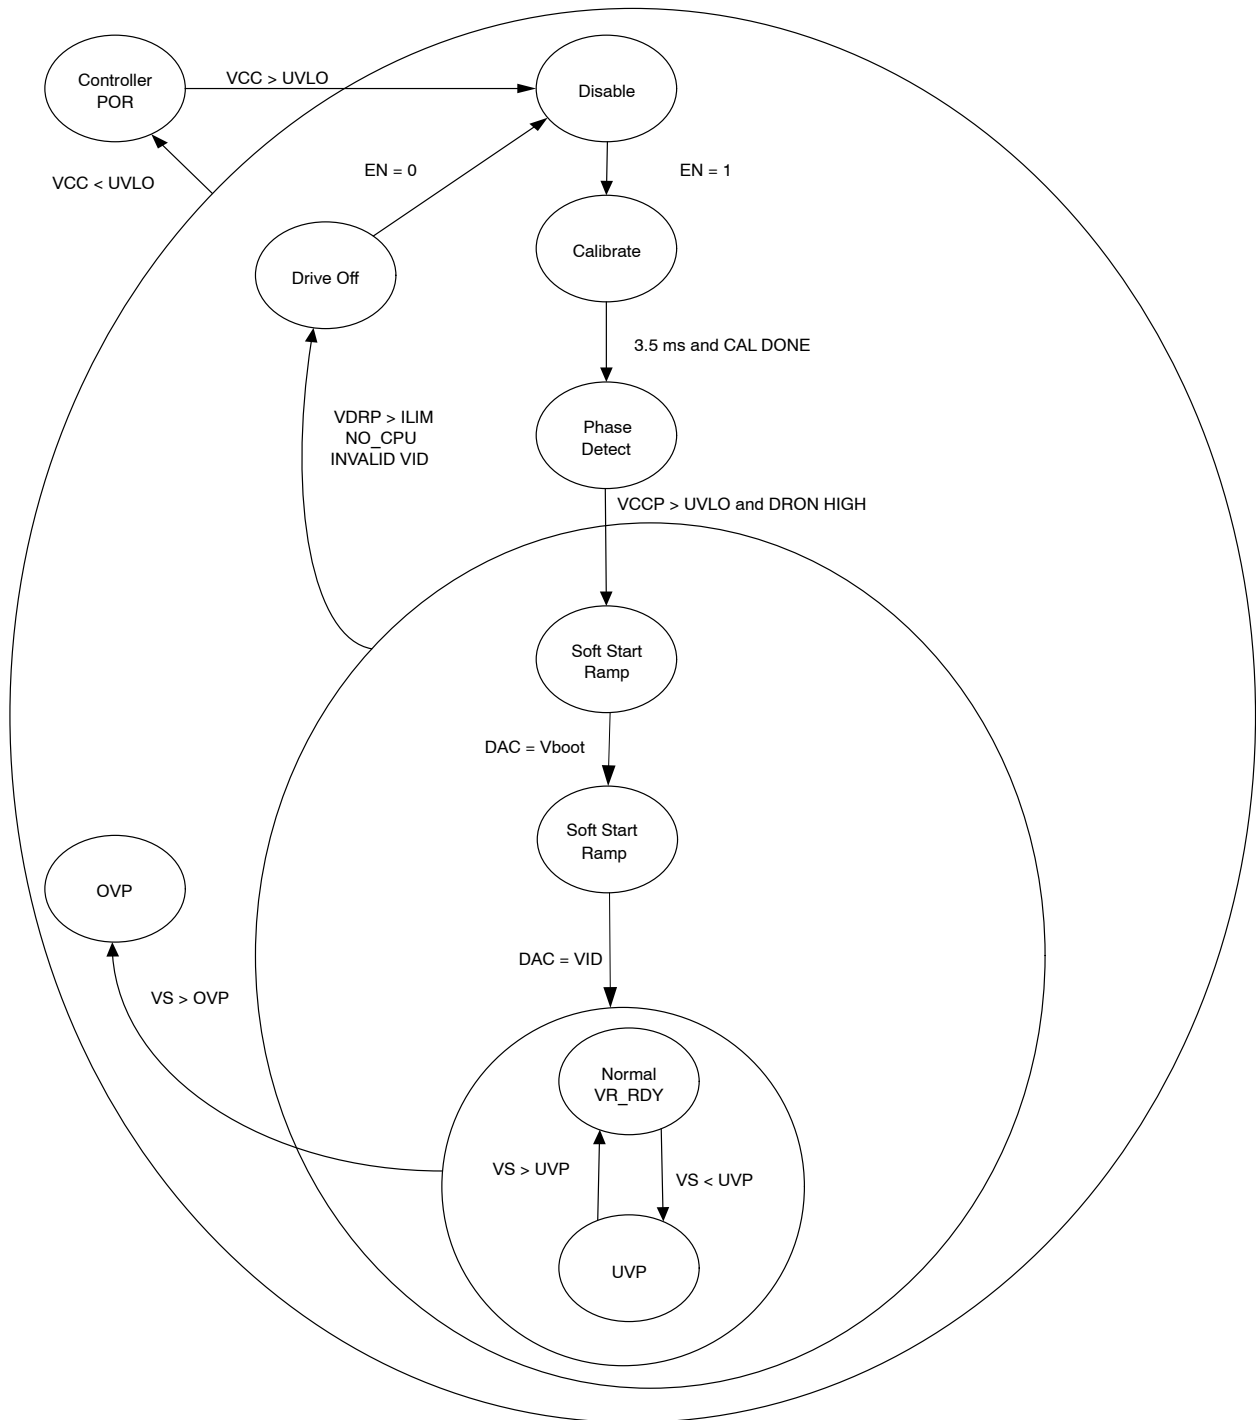 Controller
POR
VCC > UVLO
Disable
VCC < UVLO
EN = 0
EN = 1
Calibrate
Drive Off
3.5 ms and CAL DONE
VDRP > ILIM
NO_CPU
INVALID VID
Phase
Detect
VCCP > UVLO and DRON HIGH
Soft Start
Ramp
DAC = Vboot
Soft Start
Ramp
OVP
DAC = VID
VS > OVP
Normal
VR_RDY
VS > UVP
VS < UVP
UVP